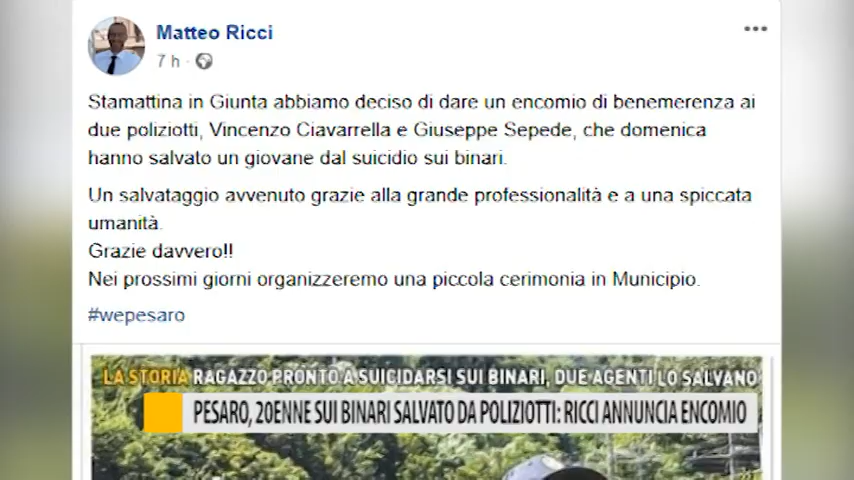 Matteo Ricci
7 h ·
Stamattina in Giunta abbiamo deciso di dare un encomio di benemerenza ai
due poliziotti, Vincenzo Ciavarrella e Giuseppe Sepede, che domenica
hanno salvato un giovane dal suicidio sui binari.
Un salvataggio avvenuto grazie alla grande professionalità e a una spiccata
umanità.
Grazie davvero!!
Nei prossimi giorni organizzeremo una piccola cerimonia in Municipio.
#wepesaro
LA STORIA RAGAZZO PRONTO A SUICIDARSI SUI BINARI, DUE AGENTI LO SALVANO
PESARO, 20ENNE SUI BINARI SALVATO DA POLIZIOTTI: RICCI ANNUNCIA ENCOMIO